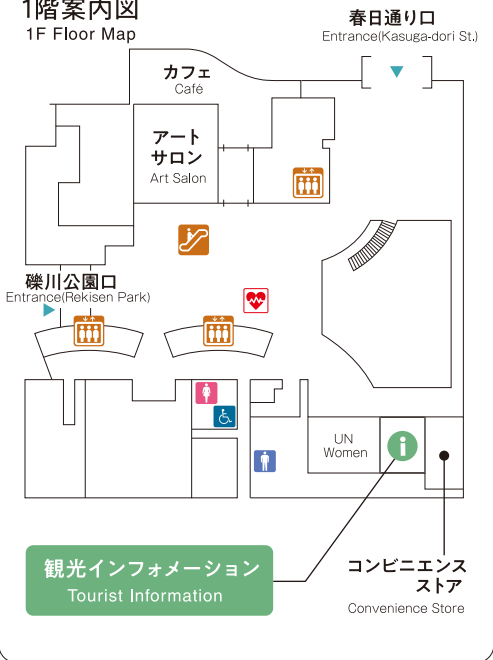 1階案内図
1F Floor Map
春日通り口
Entrance(Kasuga-dori St.)
カフェ
Café
アート
サロン
Art Salon
礫川公園口
Entrance(Rekisen Park)
UN
Women
i
観光インフォメーション
Tourist Information
コンビニエンス
ストア
Convenience Store